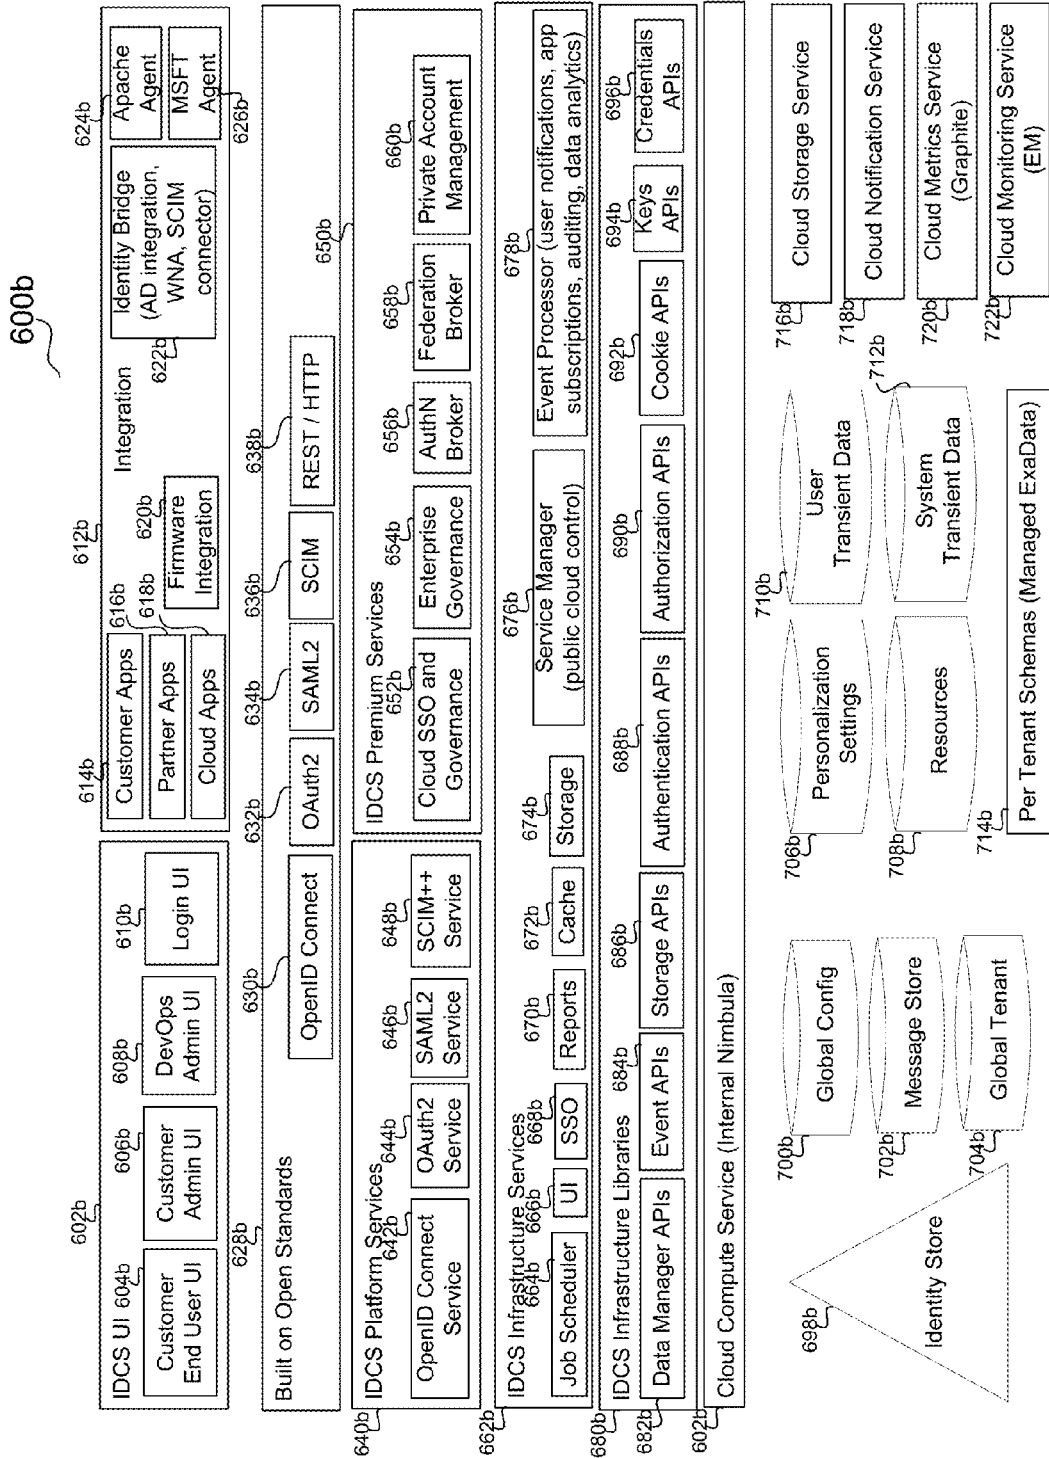 600b
602b
IDCS UI
604b
Customer
End User UI
606b
Customer
Admin UI
608b
DevOps
Admin UI
610b
Login UI
612b
Integration
614b
Customer Apps
616b
Partner Apps
618b
Cloud Apps
620b
Firmware
Integration
622b
Identity Bridge
(AD integration,
WNA, SCIM
connector)
624b
Apache
Agent
MSFT
Agent
626b
628b
Built on Open Standards
630b
OpenID Connect
632b
OAuth2
634b
SAML2
636b
SCIM
638b
REST / HTTP
640b
IDCS Platform Services
642b
OpenID Connect
Service
644b
OAuth2
Service
646b
SAML2
Service
648b
SCIM++
Service
650b
IDCS Premium Services
652b
Cloud SSO and
Governance
654b
Enterprise
Governance
656b
AuthN
Broker
658b
Federation
Broker
660b
Private Account
Management
662b
IDCS Infrastructure Services
664b
Job Scheduler
666b
UI
668b
SSO
670b
Reports
672b
Cache
674b
Storage
676b
Service Manager
(public cloud control)
678b
Event Processor (user notifications, app
subscriptions, auditing, data analytics)
680b
IDCS Infrastructure Libraries
682b
Data Manager APIs
684b
Event APIs
686b
Storage APIs
688b
Authentication APIs
690b
Authorization APIs
692b
Cookie APIs
694b
Keys
APIs
696b
Credentials
APIs
602b
Cloud Compute Service (Internal Nimbula)
698b
Identity Store
700b
Global Config
702b
Message Store
704b
Global Tenant
706b
Personalization
Settings
708b
Resources
710b
User
Transient Data
712b
System
Transient Data
714b
Per Tenant Schemas (Managed ExaData)
716b
Cloud Storage Service
718b
Cloud Notification Service
720b
Cloud Metrics Service
(Graphite)
722b
Cloud Monitoring Service
(EM)